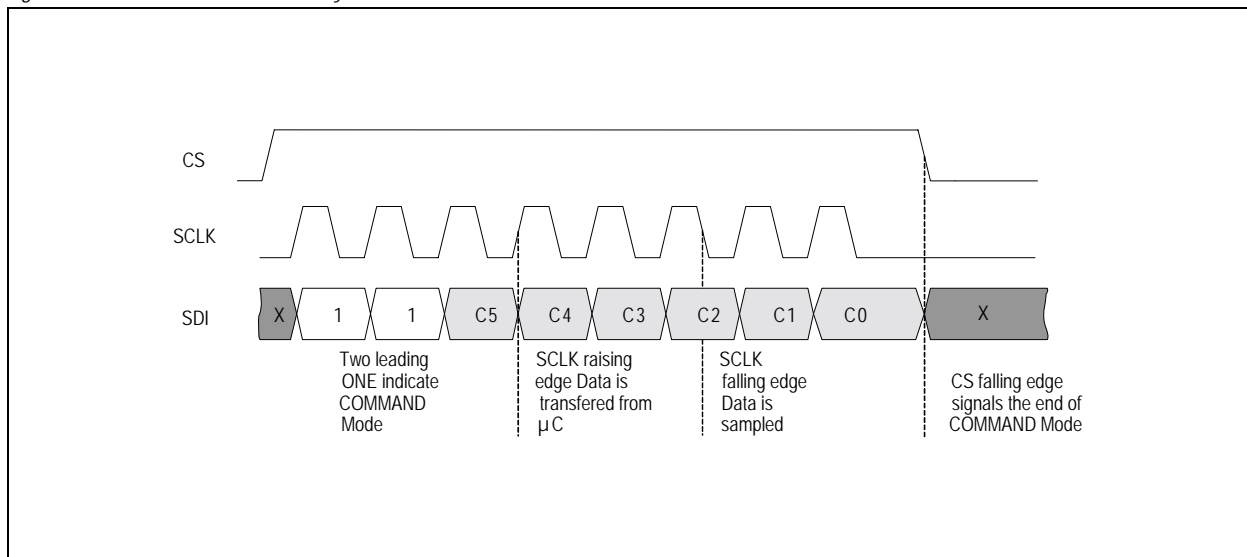 CS
SCLK
SDI
X 1 1 C5 C4 C3 C2 C1 C0 X
Two leading
ONE indicate
COMMAND
Mode
SCLK raising
edge Data is
transfered from
µ C
SCLK
falling edge
Data is
sampled
CS falling edge
signals the end of
COMMAND Mode